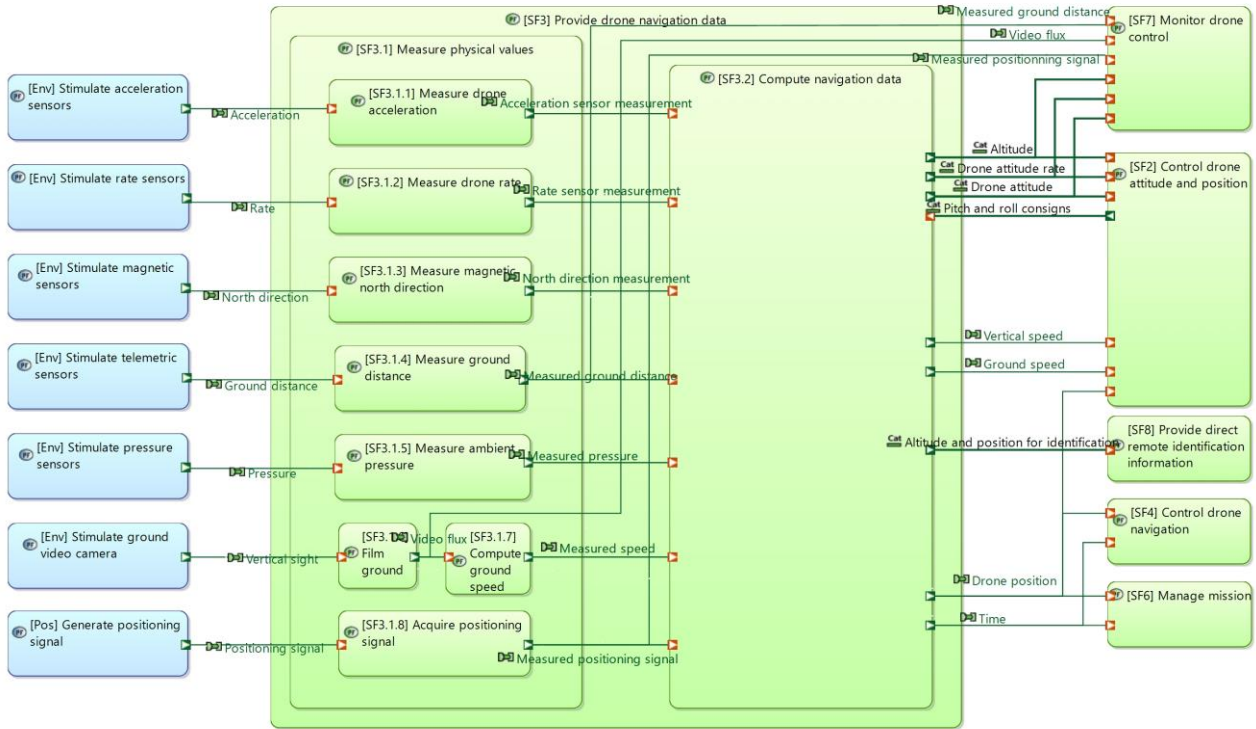 [SF3] Provide drone navigation data
Measured ground distance
Video flux
Measured positionning signal
[SF7] Monitor drone
control
[SF3.1] Measure physical values
[SF3.2] Compute navigation data
[Env] Stimulate acceleration
sensors
Acceleration
[SF3.1.1] Measure drone
acceleration
Acceleration sensor measurement
[Env] Stimulate rate sensors
Rate
[SF3.1.2] Measure drone rate
Rate sensor measurement
Cat Altitude
Cat Drone attitude rate
Cat Drone attitude
Cat Pitch and roll consigns
[SF2] Control drone
attitude and position
[Env] Stimulate magnetic
sensors
North direction
[SF3.1.3] Measure magnetic
north direction
North direction measurement
[Env] Stimulate telemetric
sensors
Ground distance
[SF3.1.4] Measure ground
distance
Measured ground distance
Vertical speed
Ground speed
[Env] Stimulate pressure
sensors
Pressure
[SF3.1.5] Measure ambient
pressure
Measured pressure
Cat Altitude and position for identification
[SF8] Provide direct
remote identification
information
[Env] Stimulate ground
video camera
Vertical sight
Film
ground
Video flux
[SF3.1.7]
Compute
ground
speed
Measured speed
[SF4] Control drone
navigation
[Pos] Generate positioning
signal
Positioning signal
[SF3.1.8] Acquire positioning
signal
Measured positioning signal
Drone position
Time
[SF6] Manage mission